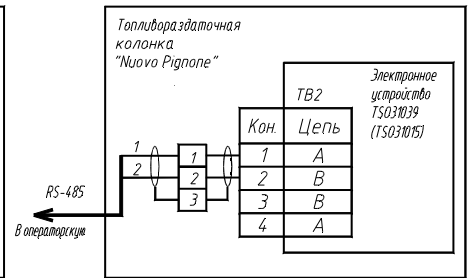 Топливораздаточная
колонка
"Nuovo Pignone"
Электронное
устройство
TS031039
(TS031015)
ТВ2
Кон. Цепь
1 А
2 В
3 В
4 А
1
2
1
2
3
RS-485
В операторскую